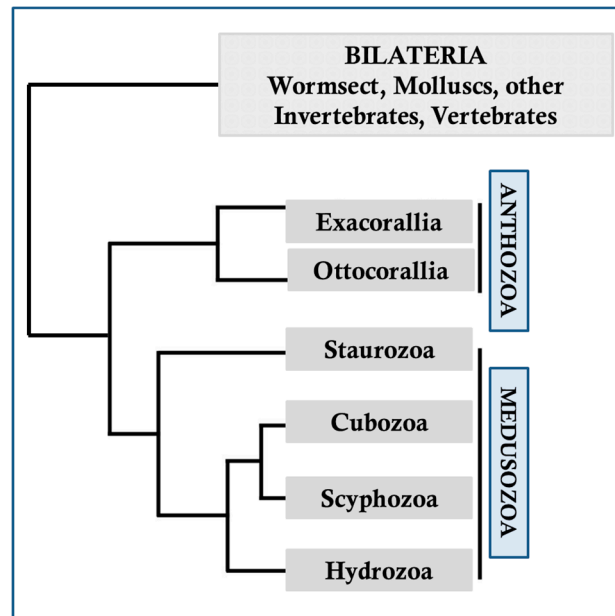 BILATERIA
Wormsect, Molluscs, other
Invertebrates, Vertebrates
Exacorallia
Ottocorallia
ANTHOZOA
Staurozoa
Cubozoa
Scyphozoa
Hydrozoa
MEDUSOZOA